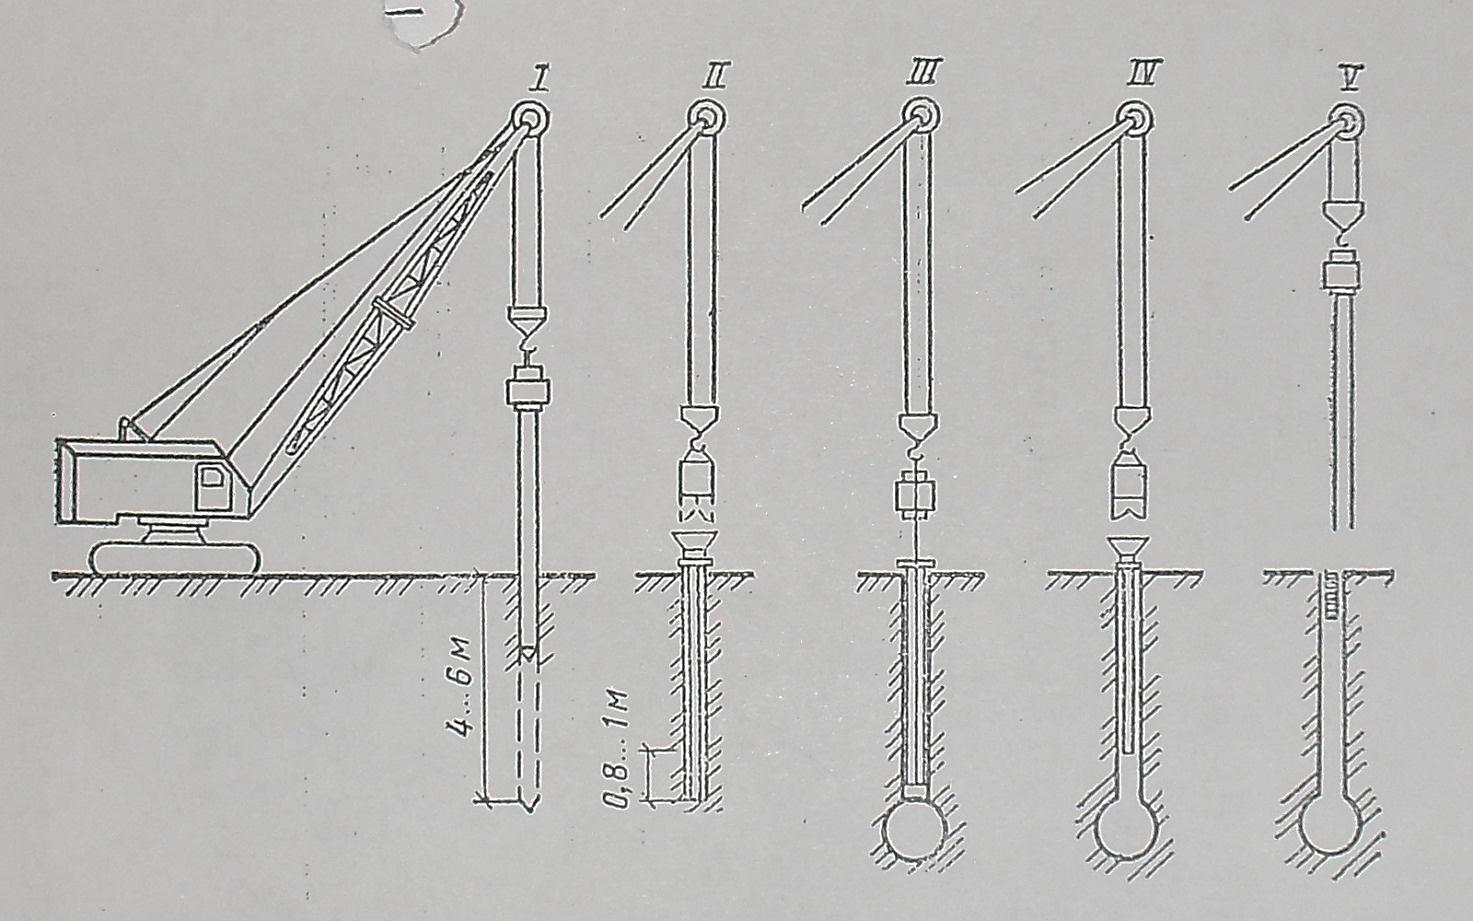 I
II
III
IV
V
4...6 м
0,8...1 м